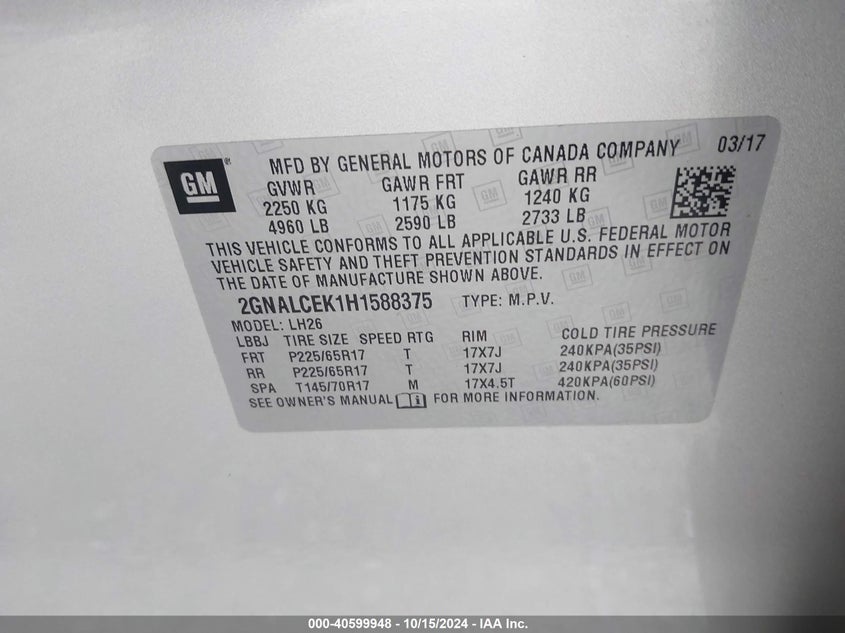 GM ® MFD BY GENERAL MOTORS OF CANADA COMPANY 03/17
GVWR GAWR FRT GAWR RR
2250 KG 1175 KG 1240 KG
4960 LB 2590 LB 2733 LB
THIS VEHICLE CONFORMS TO ALL APPLICABLE U.S. FEDERAL MOTOR
VEHICLE SAFETY AND THEFT PREVENTION STANDARDS IN EFFECT ON
THE DATE OF MANUFACTURE SHOWN ABOVE.
2GNALCEK1H1588375 TYPE: M.P.V.
MODEL: LH26
LBBJ TIRE SIZE SPEED RTG RIM COLD TIRE PRESSURE
FRT P225/65R17 T 17X7J 240KPA(35PSI)
RR P225/65R17 T 17X7J 240KPA(35PSI)
SPA T145/70R17 M 17X4.5T 420KPA(60PSI)
SEE OWNER'S MANUAL FOR MORE INFORMATION.
000-40599948 - 10/15/2024 - IAA Inc.